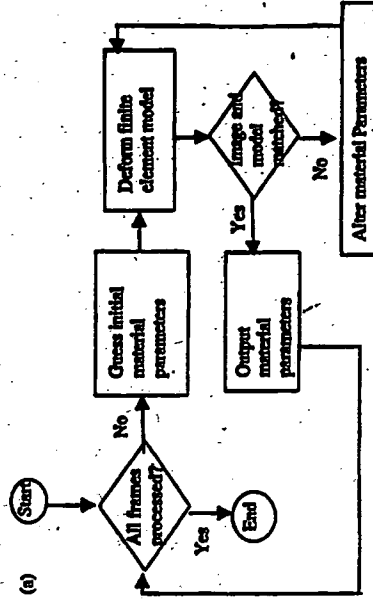 (a)
Start
All frames
processed?
No
Yes
End
Guess initial
material
parameters
Deform finite
element model
Image and
model
matched?
Yes
No
Output
material
parameters
Alter material Parameters